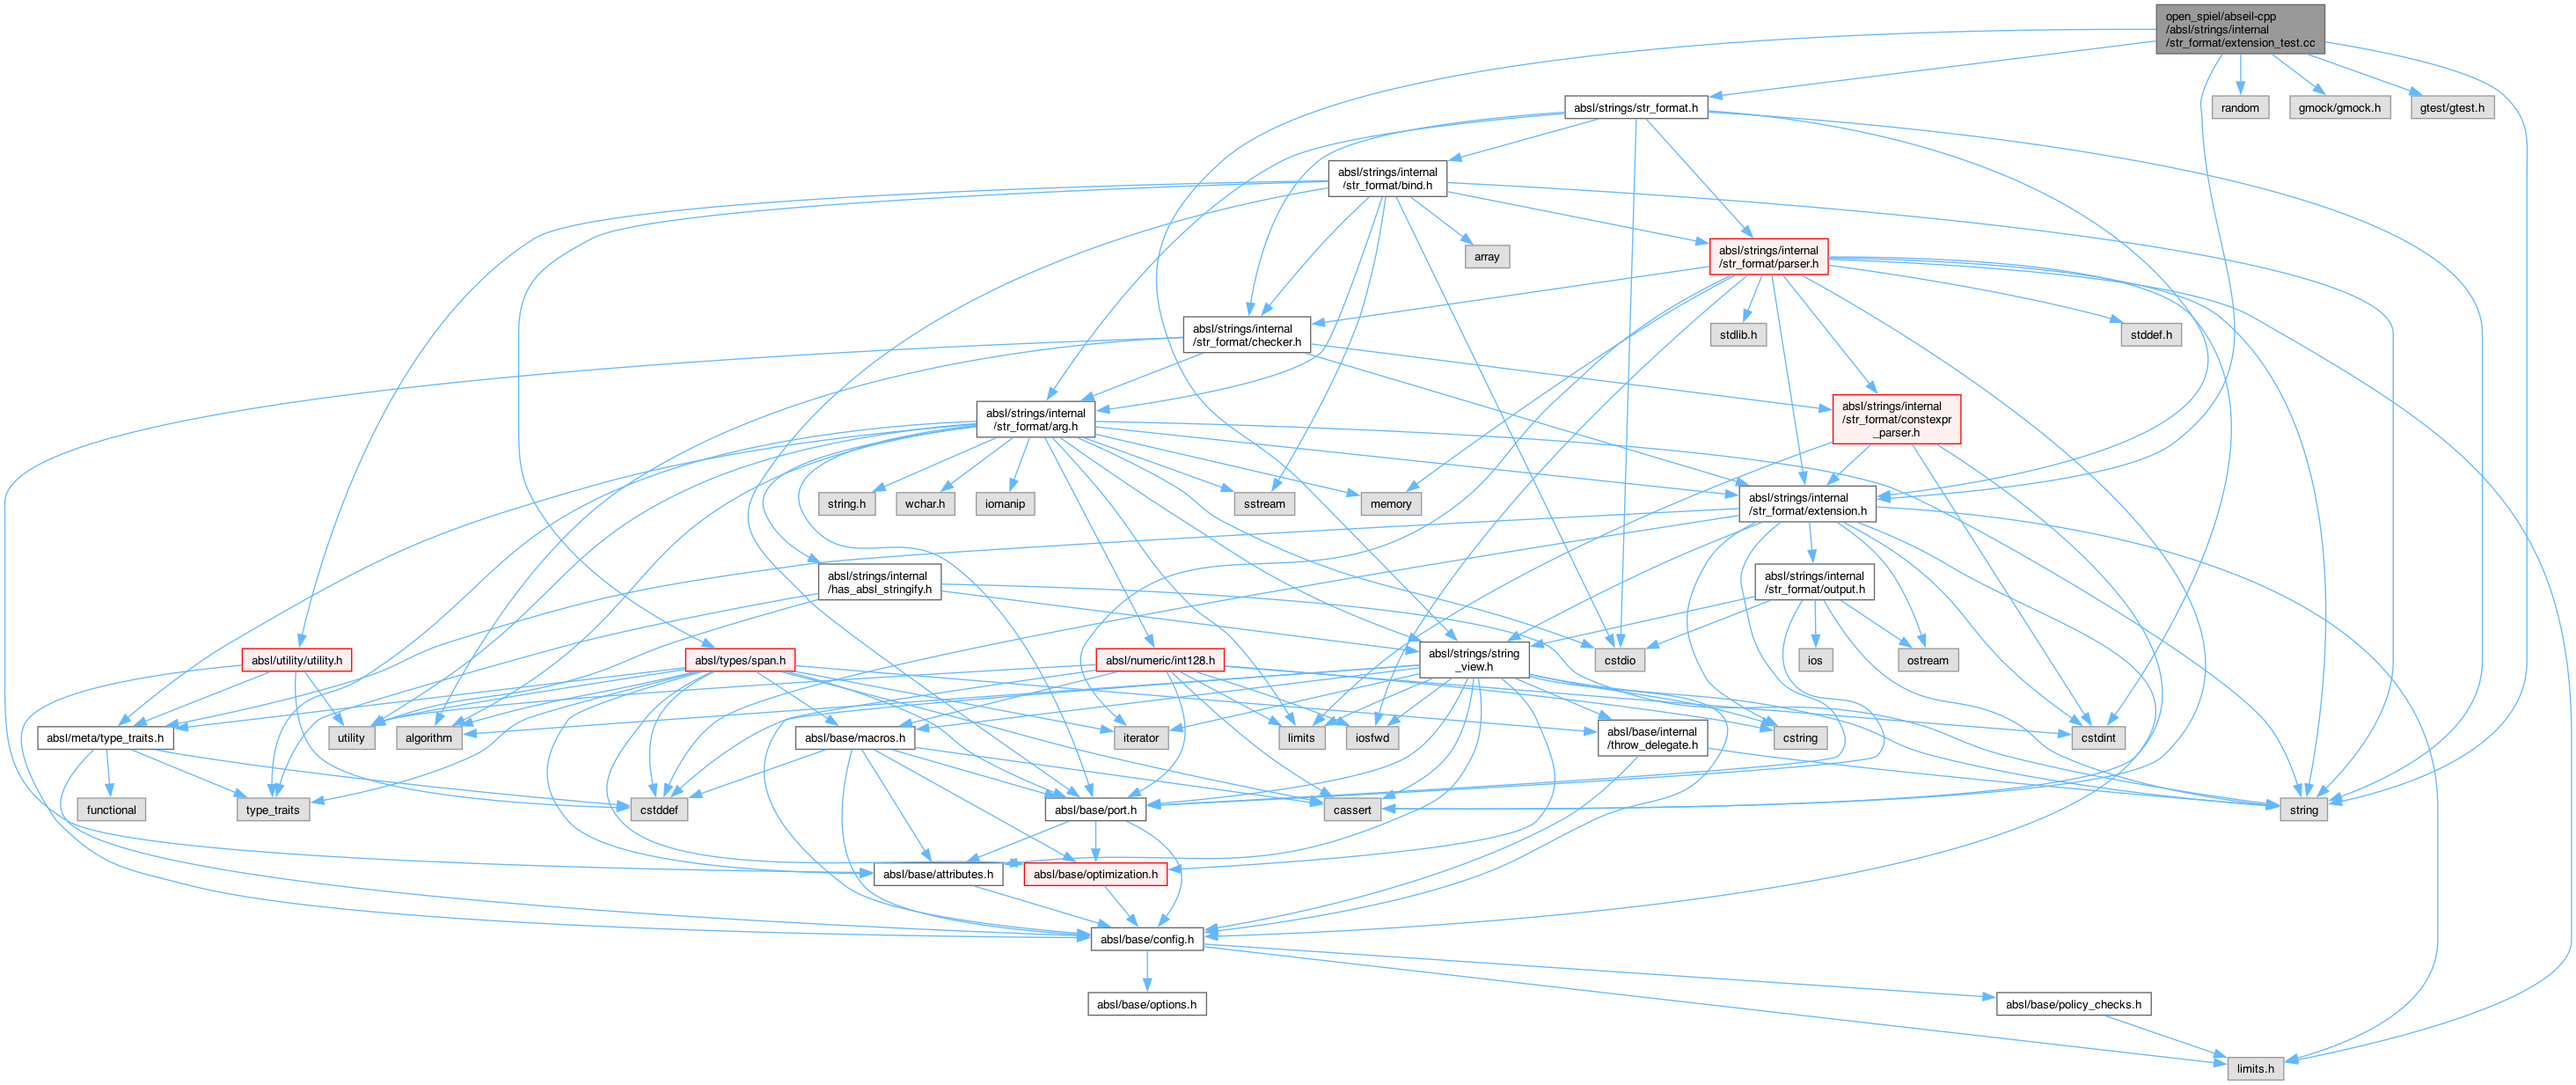 open_spiel/abseil-cpp
/absl/strings/internal
/str_format/extension_test.cc
absl/strings/str_format.h
random
gmock/gmock.h
gtest/gtest.h
absl/strings/internal
/str_format/bind.h
array
absl/strings/internal
/str_format/parser.h
absl/strings/internal
/str_format/checker.h
stdlib.h
stddef.h
absl/strings/internal
/str_format/arg.h
absl/strings/internal
/str_format/constexpr
_parser.h
string.h
wchar.h
iomanip
sstream
memory
absl/strings/internal
/str_format/extension.h
absl/strings/internal
/has_absl_stringify.h
absl/strings/internal
/str_format/output.h
absl/utility/utility.h
absl/types/span.h
absl/numeric/int128.h
absl/strings/string
_view.h
cstdio
ios
ostream
absl/meta/type_traits.h
utility
algorithm
absl/base/macros.h
iterator
limits
iosfwd
absl/base/internal
/throw_delegate.h
cstring
cstdint
functional
type_traits
cstddef
absl/base/port.h
cassert
string
absl/base/attributes.h
absl/base/optimization.h
absl/base/config.h
absl/base/options.h
absl/base/policy_checks.h
limits.h